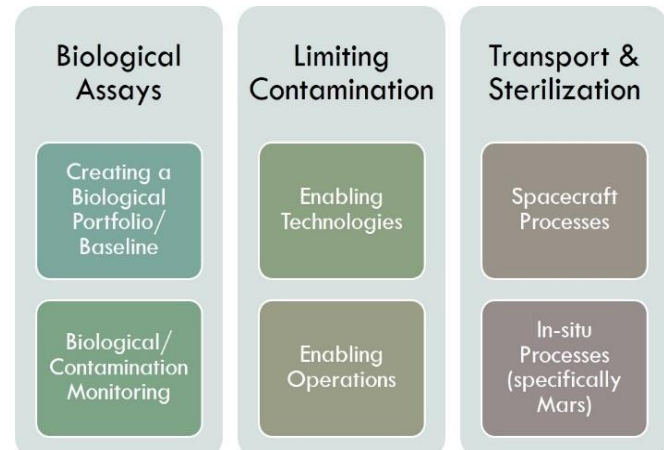 Biological
Assays
Creating a
Biological
Portfolio/
Baseline
Biological/
Contamination
Monitoring
Limiting
Contamination
Enabling
Technologies
Enabling
Operations
Transport &
Sterilization
Spacecraft
Processes
In-situ
Processes
(specifically
Mars)